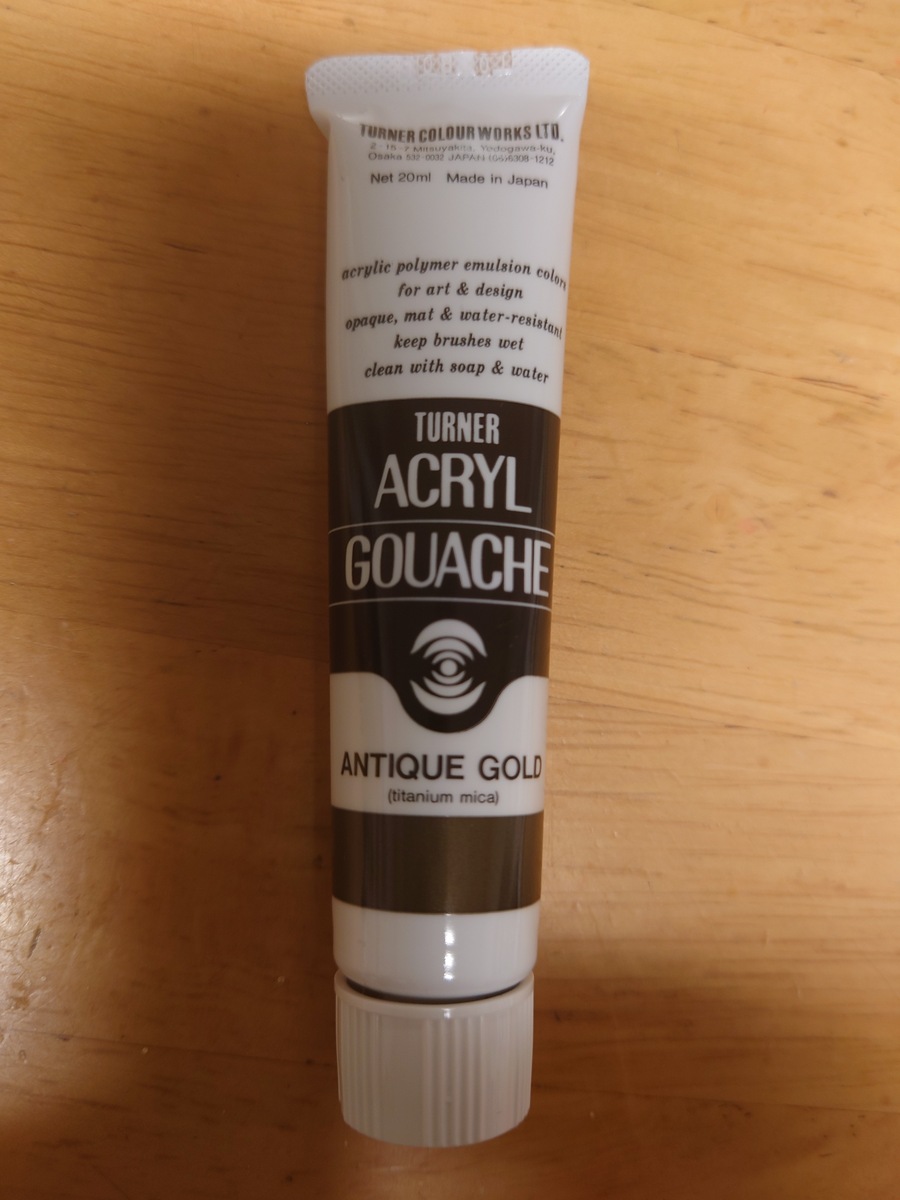 TURNER COLOUR WORKS LTD.
2-15-7 Mitsuyakita, Yodogawa-ku,
Osaka 532-0032 JAPAN (06)6308-1212
Net 20ml Made in Japan
acrylic polymer emulsion colors
for art & design
opaque, mat & water-resistant
keep brushes wet
clean with soap & water
TURNER
ACRYL
GOUACHE
ANTIQUE GOLD
(titanium mica)